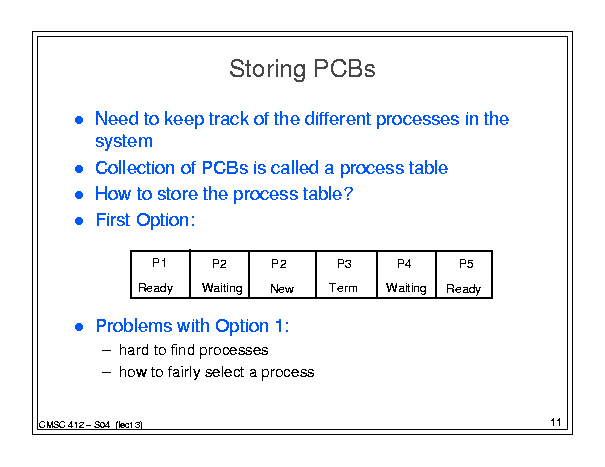 Storing PCBs
Need to keep track of the different processes in the
system
Collection of PCBs is called a process table
How to store the process table?
First Option:
P1 P2 P2 P3 P4 P5
Ready Waiting New Term Waiting Ready
Problems with Option 1:
– hard to find processes
– how to fairly select a process
CMSC 412 – S04 (lect 3)
11